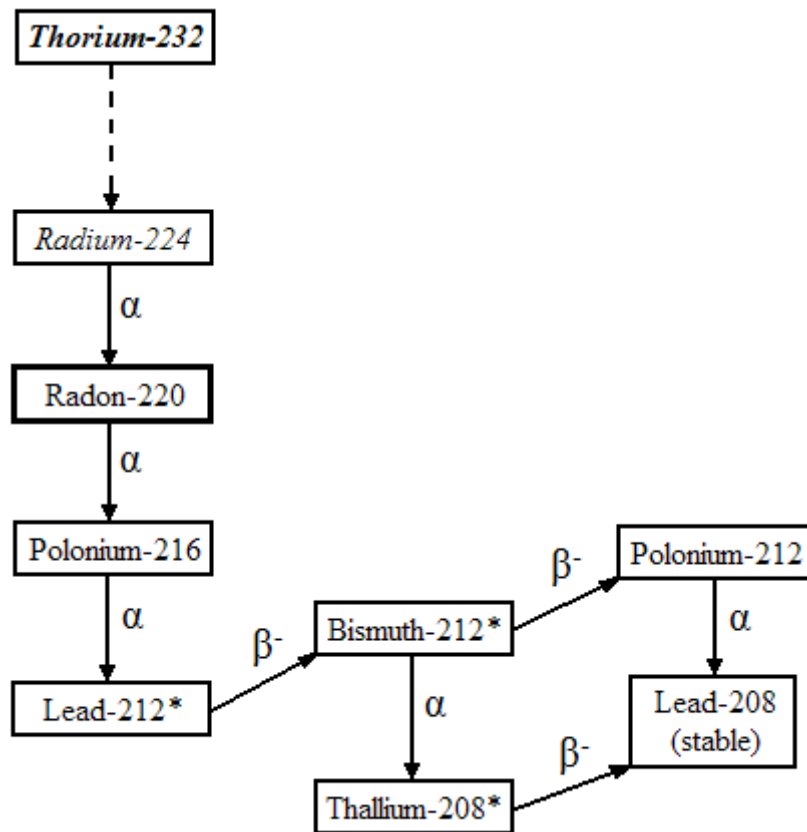 Thorium-232
Radium-224
α
Radon-220
α
Polonium-216
α
Lead-212*
β-
Bismuth-212*
β-
Polonium-212
α
α
Lead-208
(stable)
β-
Thallium-208*